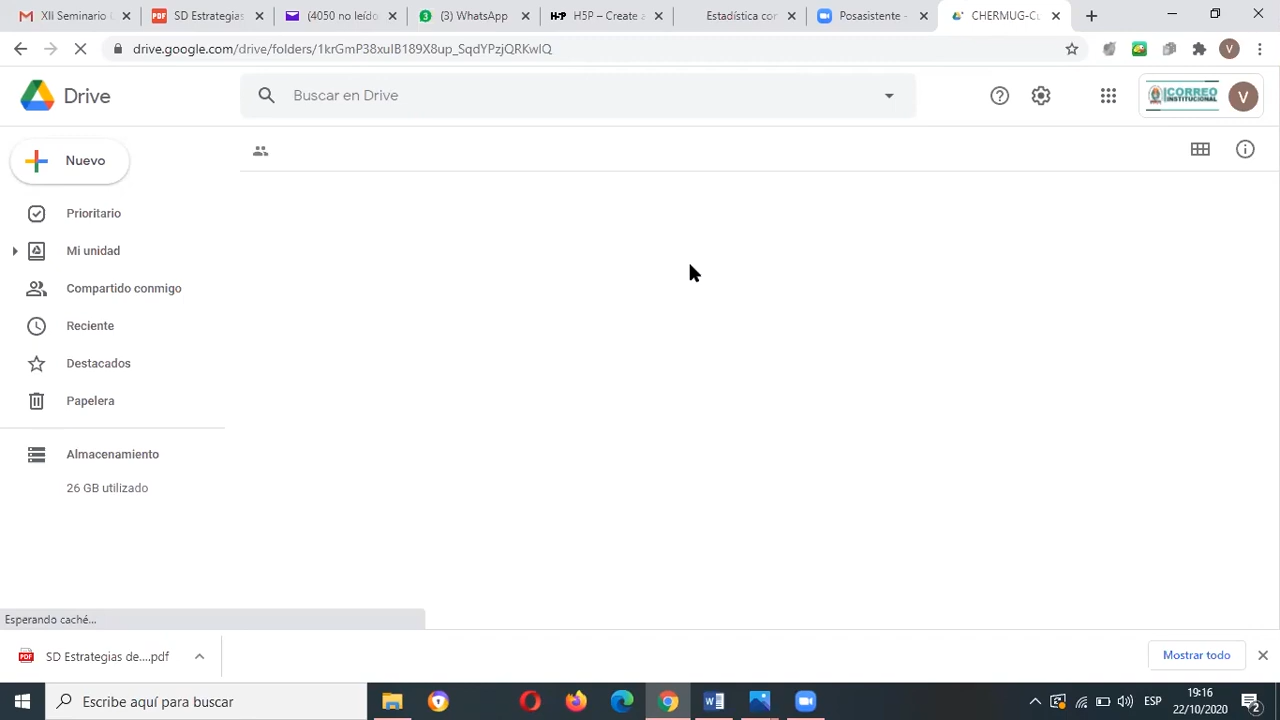 XII Seminario U
SD Estrategias
(4050 no leído
(3) WhatsApp
H5P – Create a
Estadística con
Posasistente -
CHERMUG-Cu
drive.google.com/drive/folders/1krGmP38xuIB189X8up_SqdYPzjQRKwIQ
V
Drive
Buscar en Drive
CORREO
INSTITUCIONAL
V
Nuevo
Prioritario
Mi unidad
Compartido conmigo
Reciente
Destacados
Papelera
Almacenamiento
26 GB utilizado
Esperando caché...
SD Estrategias de....pdf
Mostrar todo
Escribe aquí para buscar
ESP
19:16
22/10/2020
2